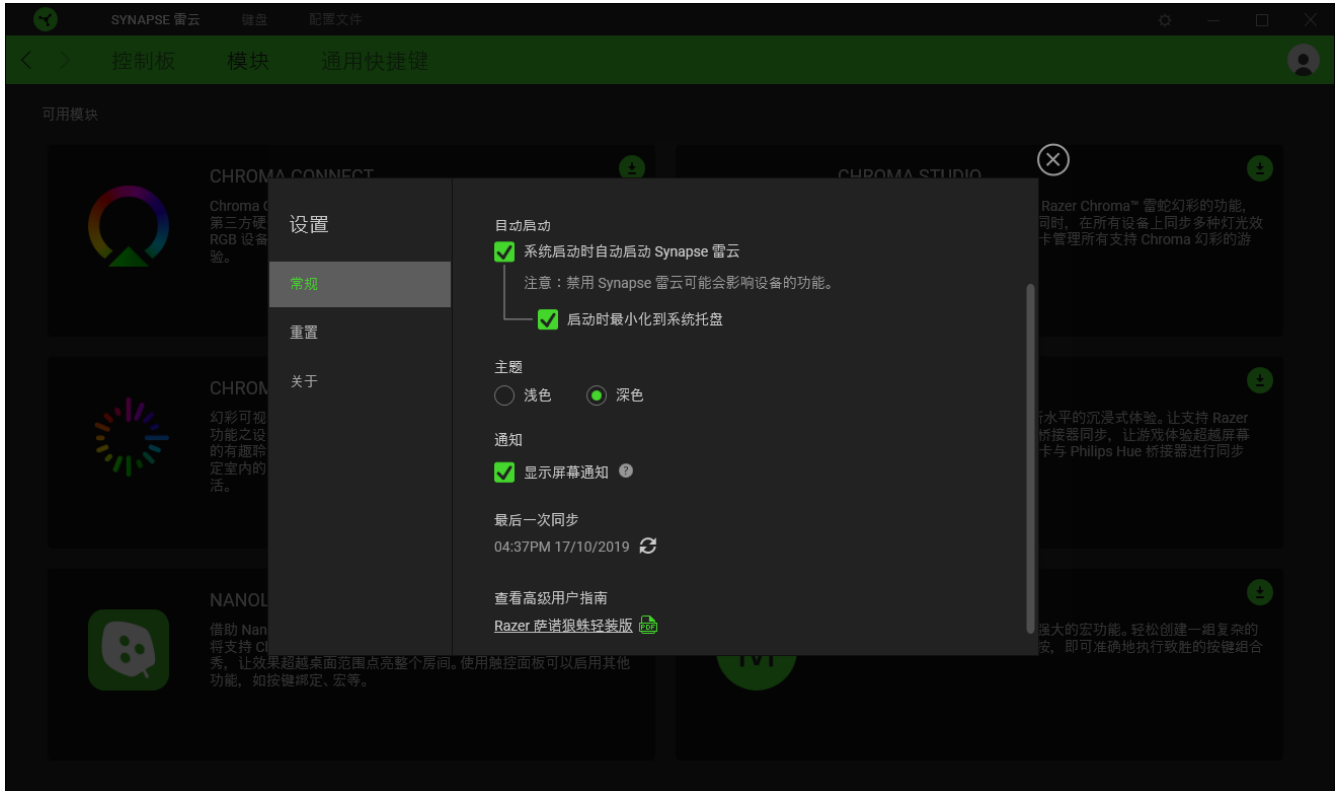 SYNAPSE 雷云 键盘 配置文件
控制板 模块 通用快捷键
可用模块
CHROMA CONNECT
Chroma
第三方硬
RGB 设备
验。
CHROMA STUDIO
Razer Chroma™ 雷蛇幻彩的功能,
同时, 在所有设备上同步多种灯光效
卡管理所有支持 Chroma 幻彩的游
设置
常规
重置
关于
自动启动
系统启动时自动启动 Synapse 雷云
注意：禁用 Synapse 雷云可能会影响设备的功能。
启动时最小化到系统托盘
主题
浅色 深色
通知
显示屏幕通知 ?
最后一次同步
04:37PM 17/10/2019
查看高级用户指南
Razer 萨诺狼蛛轻装版 PDF
CHROM
幻彩可视
功能之设
的有趣聆
定室内的
活。
水平的沉浸式体验。让支持 Razer
桥接器同步, 让游戏体验超越屏幕
卡与 Philips Hue 桥接器进行同步
NANOL
借助 Nan
将支持 Cl
秀, 让效果超越桌面范围点亮整个房间。使用触控面板可以启用其他
功能, 如按键绑定、宏等。
强大的宏功能。轻松创建一组复杂的
按, 即可准确地执行致胜的按键组合